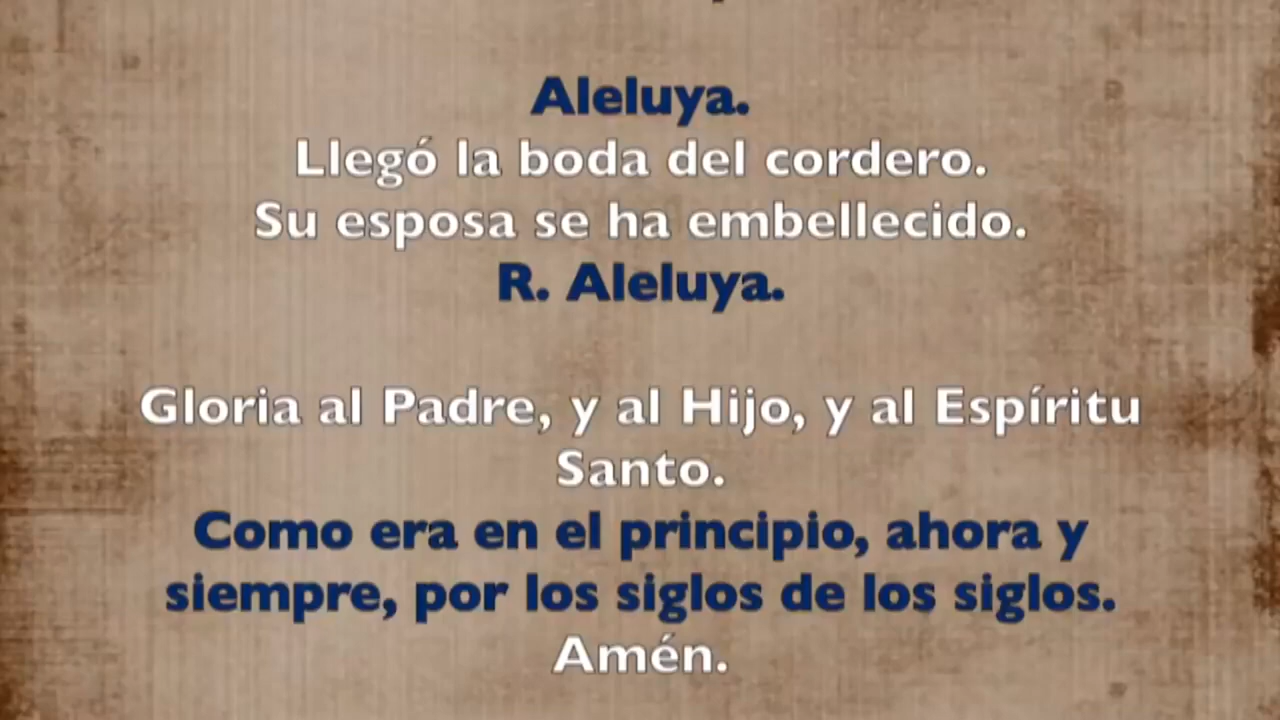 Aleluya.
Llegó la boda del cordero.
Su esposa se ha embellecido.
R. Aleluya.
Gloria al Padre, y al Hijo, y al Espíritu
Santo.
Como era en el principio, ahora y
siempre, por los siglos de los siglos.
Amén.